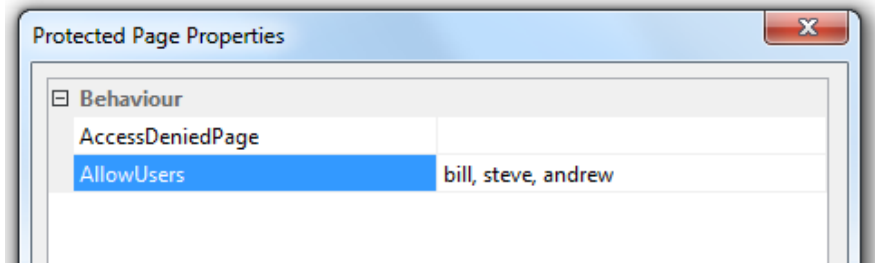 Protected Page Properties
Behaviour
AccessDeniedPage
AllowUsers bill, steve, andrew